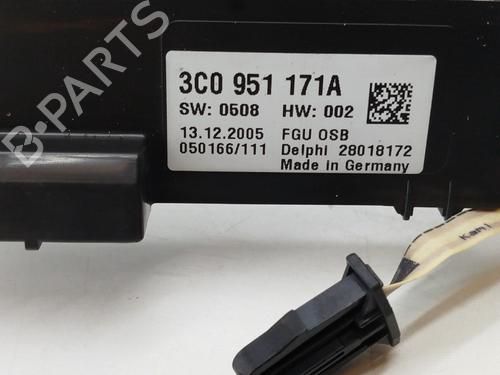 B-PARTS
3C0 951 171A
SW: 0508 HW: 002
13.12.2005 FGU OSB
050166/111 Delphi 28018172
Made in Germany